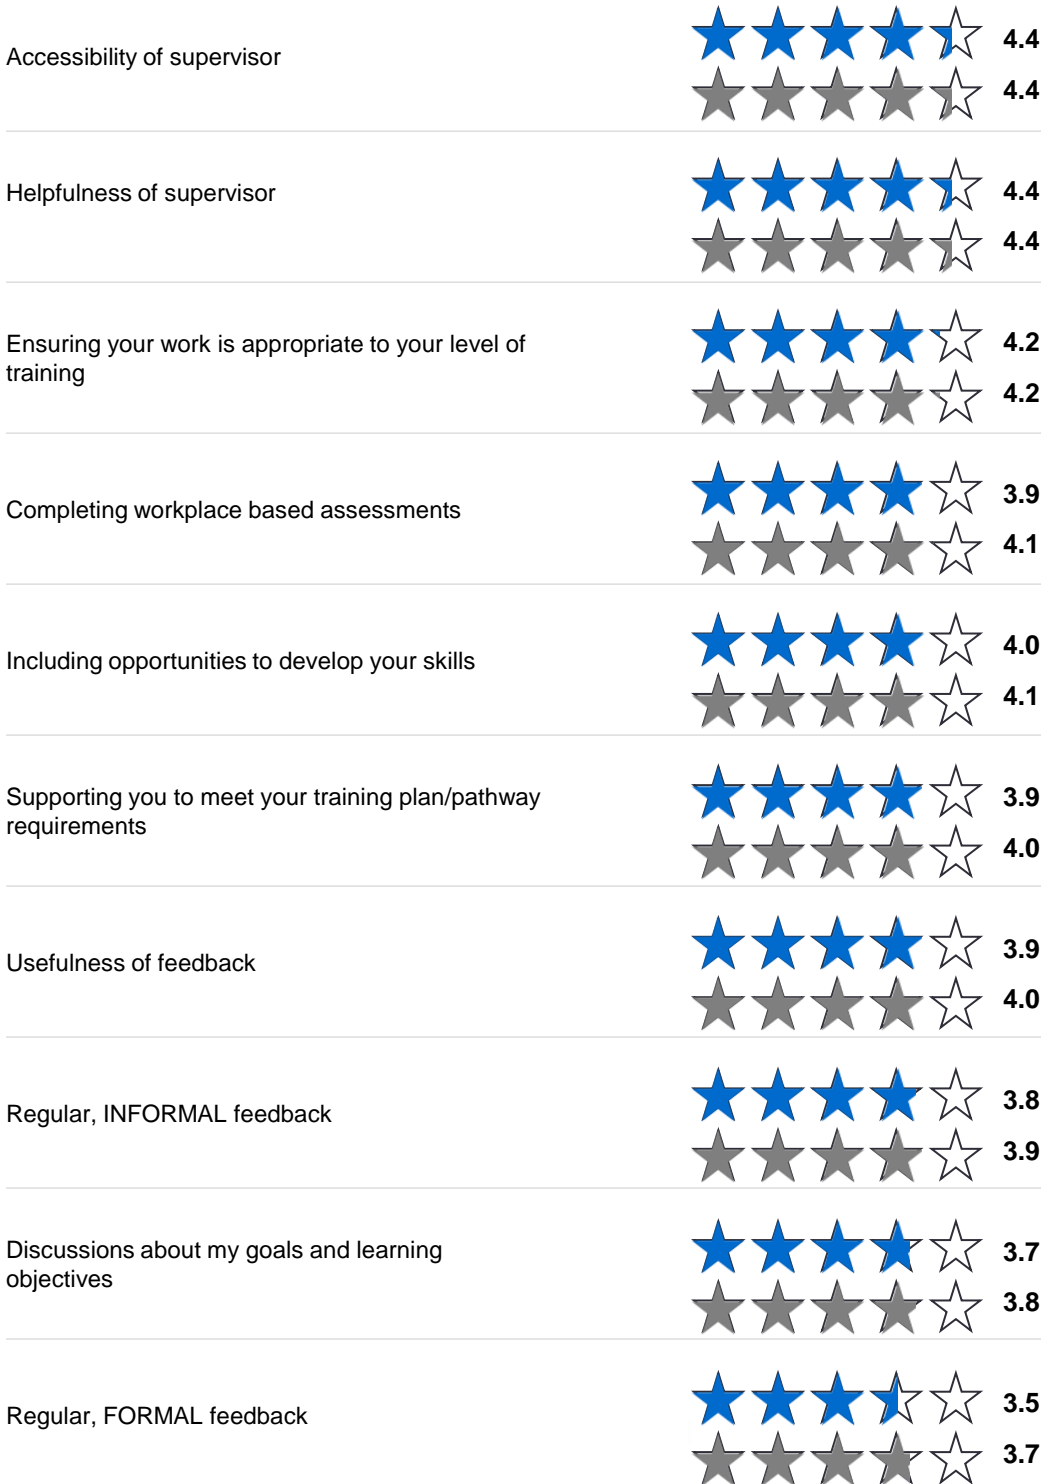 Accessibility of supervisor
4.4
4.4
Helpfulness of supervisor
4.4
4.4
Ensuring your work is appropriate to your level of
training
4.2
4.2
Completing workplace based assessments
3.9
4.1
Including opportunities to develop your skills
4.0
4.1
Supporting you to meet your training plan/pathway
requirements
3.9
4.0
Usefulness of feedback
3.9
4.0
Regular, INFORMAL feedback
3.8
3.9
Discussions about my goals and learning
objectives
3.7
3.8
Regular, FORMAL feedback
3.5
3.7